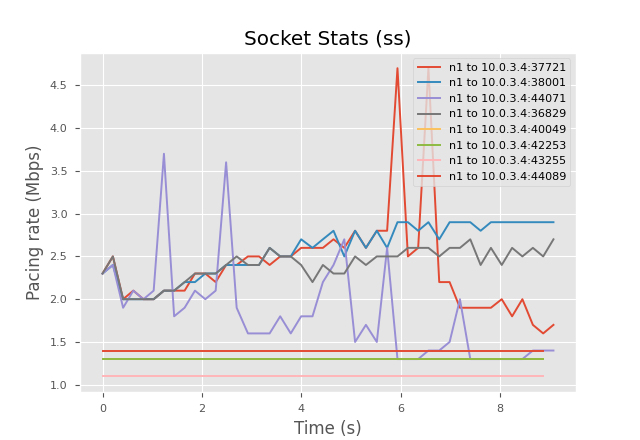 Socket Stats (ss)
Pacing rate (Mbps)
4.5
4.0
3.5
3.0
2.5
2.0
1.5
1.0
n1 to 10.0.3.4:37721
n1 to 10.0.3.4:38001
n1 to 10.0.3.4:44071
n1 to 10.0.3.4:36829
n1 to 10.0.3.4:40049
n1 to 10.0.3.4:42253
n1 to 10.0.3.4:43255
n1 to 10.0.3.4:44089
0 2 4 6 8
Time (s)